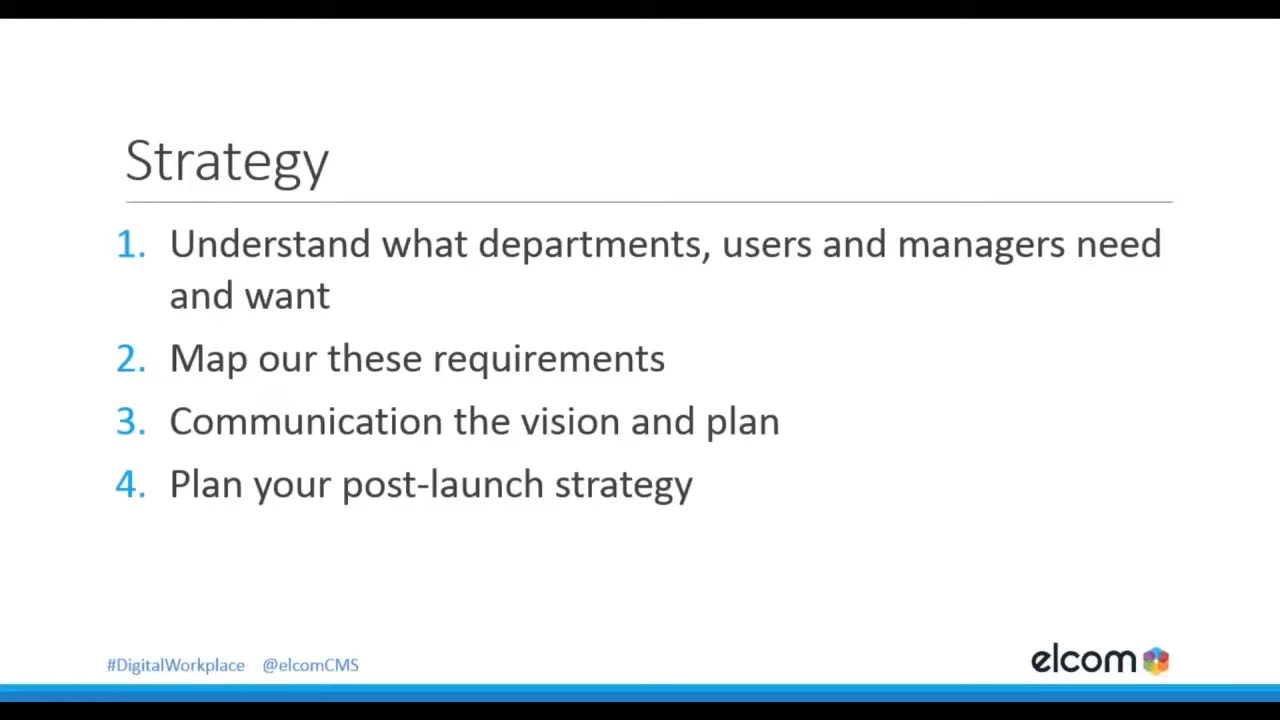 Strategy
1. Understand what departments, users and managers need
and want
2. Map our these requirements
3. Communication the vision and plan
4. Plan your post-launch strategy
#DigitalWorkplace @elcomCMS
elcom